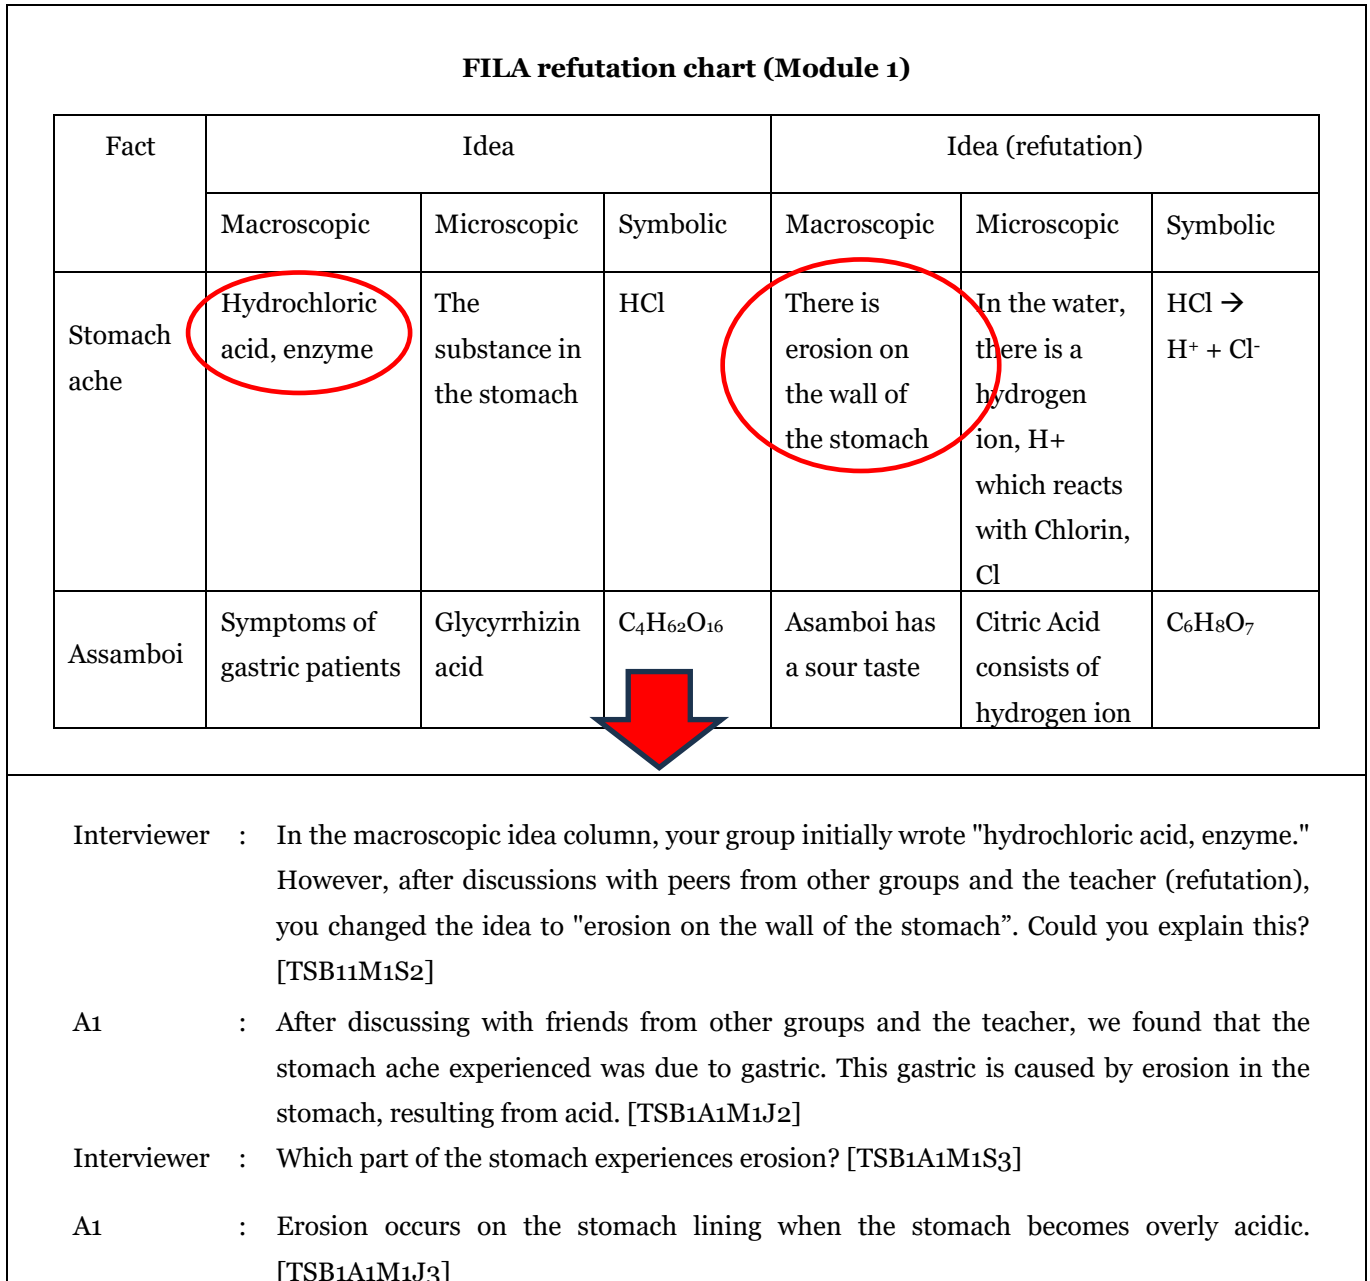 FILA refutation chart (Module 1)
Fact
Idea
Idea (refutation)
Macroscopic
Microscopic
Symbolic
Macroscopic
Microscopic
Symbolic
Stomach
ache
Hydrochloric
acid, enzyme
The
substance in
the stomach
HCl
There is
erosion on
the wall of
the stomach
In the water,
there is a
hydrogen
ion, H+
which reacts
with Chlorin,
Cl
HCl →
H⁺ + Cl⁻
Assamboi
Symptoms of
gastric patients
Glycyrrhizin
acid
C₄H₆₂O₁₆
Asamboi has
a sour taste
Citric Acid
consists of
hydrogen ion
C₆H₈O₇
Interviewer : In the macroscopic idea column, your group initially wrote "hydrochloric acid, enzyme."
However, after discussions with peers from other groups and the teacher (refutation),
you changed the idea to "erosion on the wall of the stomach”. Could you explain this?
[TSB11M1S2]
A1 : After discussing with friends from other groups and the teacher, we found that the
stomach ache experienced was due to gastric. This gastric is caused by erosion in the
stomach, resulting from acid. [TSB1A1M1J2]
Interviewer : Which part of the stomach experiences erosion? [TSB1A1M1S3]
A1 : Erosion occurs on the stomach lining when the stomach becomes overly acidic.
[TSB1A1M1J3]